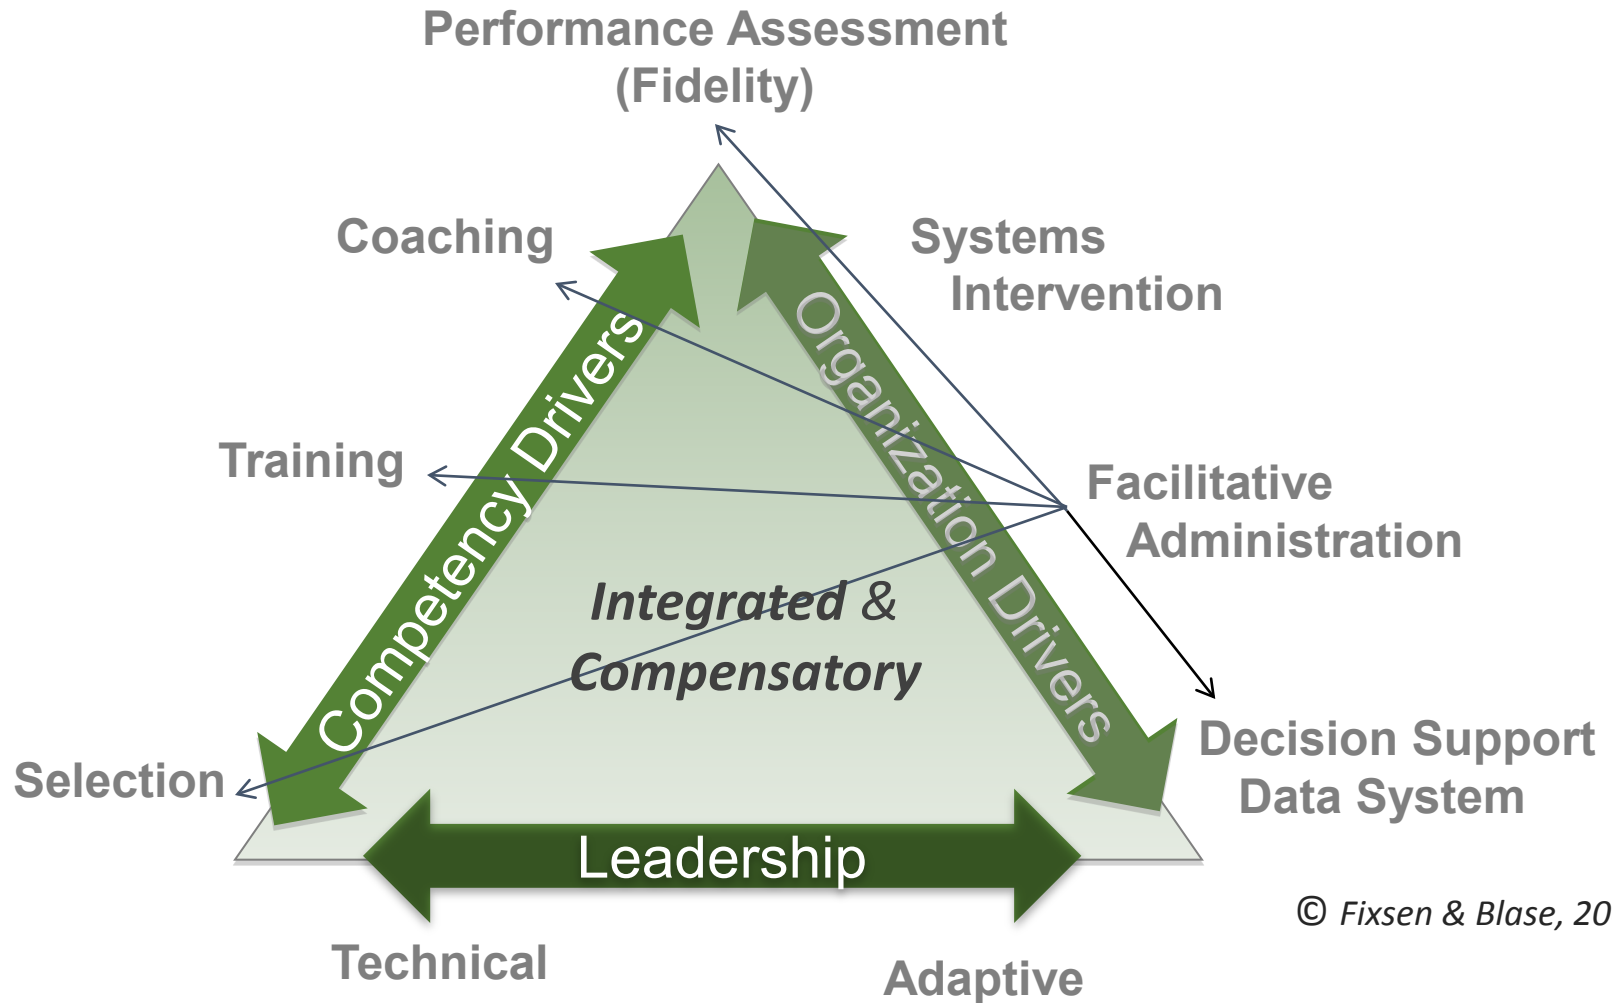 Performance Assessment
(Fidelity)
Coaching
Systems
Intervention
Training
Competency Drivers
Organization Drivers
Facilitative
Administration
Integrated &
Compensatory
Selection
Decision Support
Data System
Leadership
© Fixsen & Blase, 20
Technical
Adaptive